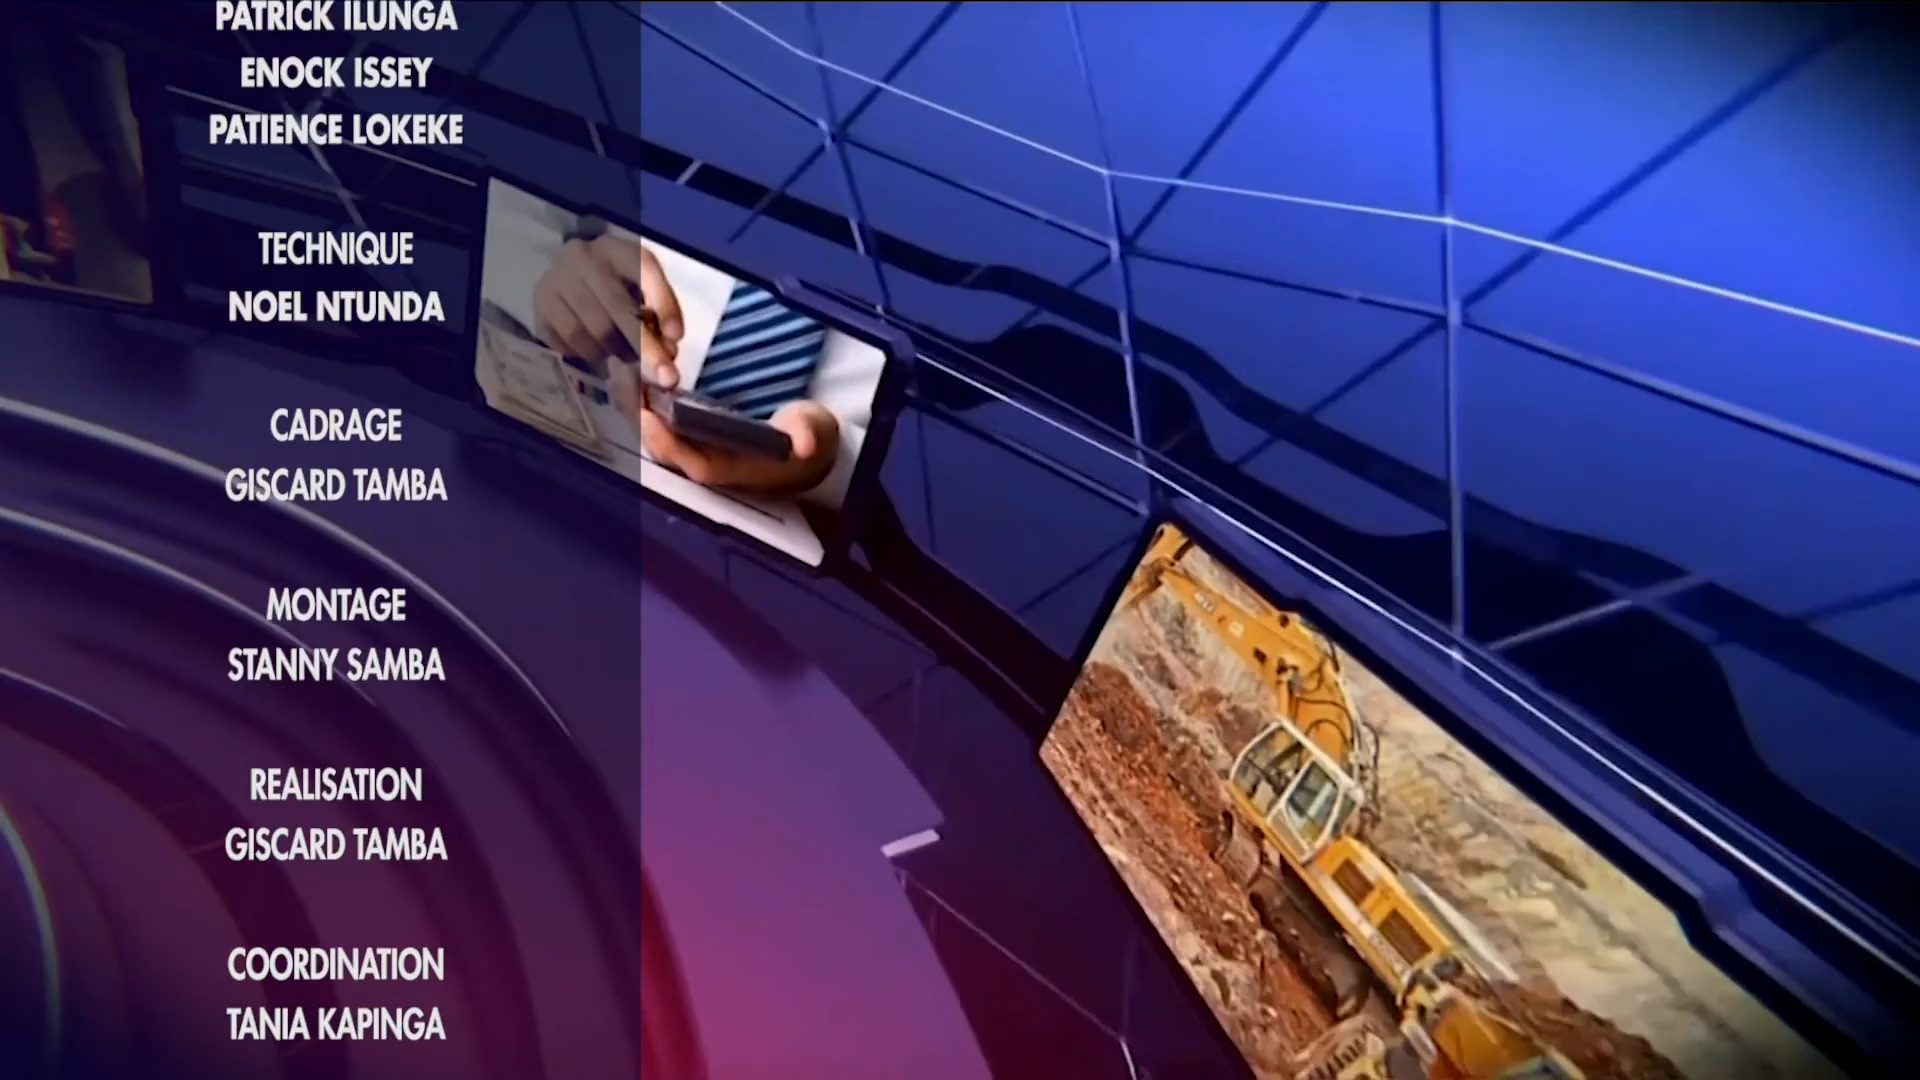 PATRICK ILUNGA
ENOCK ISSEY
PATIENCE LOKEKE
TECHNIQUE
NOEL NTUNDA
CADRAGE
GISCARD TAMBA
MONTAGE
STANNY SAMBA
REALISATION
GISCARD TAMBA
COORDINATION
TANIA KAPINGA